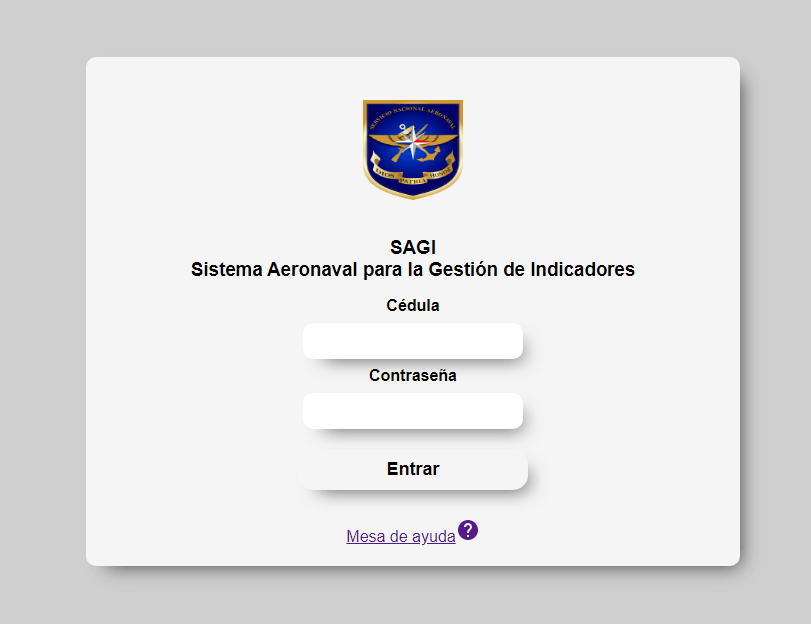 SERVICIO NACIONAL AERONAVAL
DIOS PATRIA HONOR
SAGI
Sistema Aeronaval para la Gestión de Indicadores
Cédula
Contraseña
Entrar
Mesa de ayuda ?